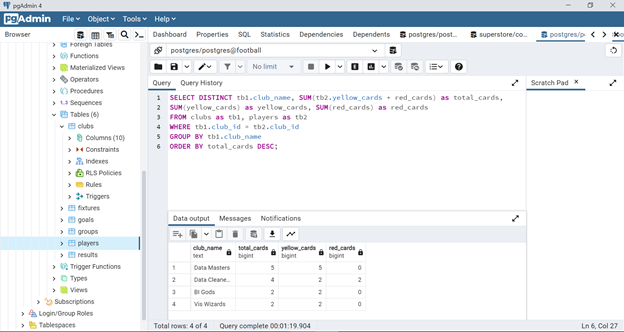 pgAdmin 4
pgAdmin File Object Tools Help
Browser
Dashboard Properties SQL Statistics Dependencies Dependents postgres/post... superstore/co... postgres/po
Foreign Tables
Functions
Materialized Views
Operators
Procedures
1..3 Sequences
Tables (6)
clubs
Columns (10)
Constraints
Indexes
RLS Policies
Rules
Triggers
fixtures
goals
groups
players
results
Trigger Functions
Types
Views
Subscriptions
Login/Group Roles
Tablespaces
postgres/postgres@football
No limit
Query Query History
Scratch Pad
1 SELECT DISTINCT tb1.club_name, SUM(tb2.yellow_cards + red_cards) as total_cards,
2 SUM(yellow_cards) as yellow_cards, SUM(red_cards) as red_cards
3 FROM clubs as tb1, players as tb2
4 WHERE tb1.club_id = tb2.club_id
5 GROUP BY tb1.club_name
6 ORDER BY total_cards DESC;
Data output Messages Notifications
club_name total_cards yellow_cards red_cards
text bigint bigint bigint
1 Data Masters 5 5 0
2 Data Cleane... 4 2 2
3 BI Gods 2 2 0
4 Vis Wizards 2 2 0
Total rows: 4 of 4 Query complete 00:01:19.904 Ln 6, Col 27